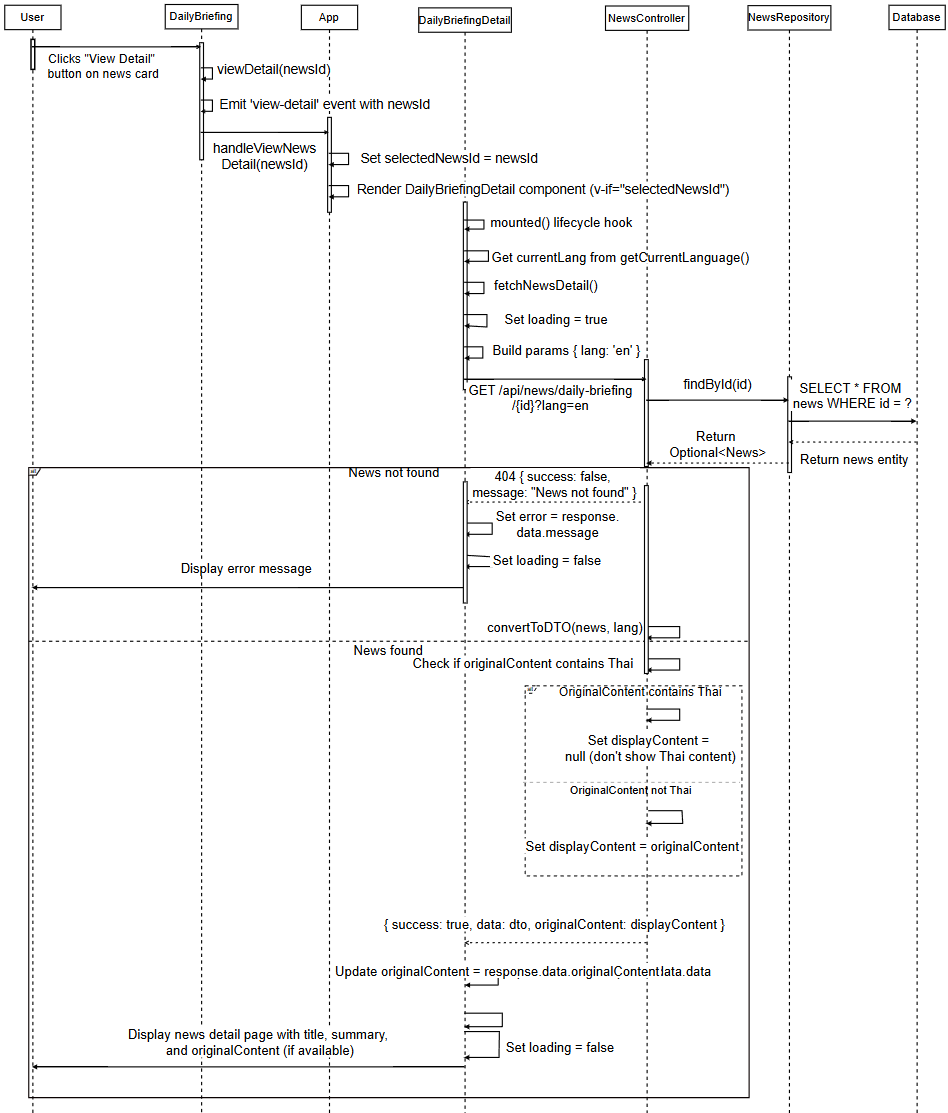 User
DailyBriefing
App
DailyBriefingDetail
NewsController
NewsRepository
Database
Clicks "View Detail"
button on news card
viewDetail(newsId)
Emit 'view-detail' event with newsId
handleViewNews
Detail(newsId)
Set selectedNewsId = newsId
Render DailyBriefingDetail component (v-if="selectedNewsId")
mounted() lifecycle hook
Get currentLang from getCurrentLanguage()
fetchNewsDetail()
Set loading = true
Build params { lang: 'en' }
GET /api/news/daily-briefing
/{id}?lang=en
findById(id)
SELECT * FROM
news WHERE id = ?
Return
Optional<News>
Return news entity
alt
News not found
404 { success: false,
message: "News not found" }
Set error = response.
data.message
Set loading = false
Display error message
convertToDTO(news, lang)
News found
Check if originalContent contains Thai
alt
OriginalContent contains Thai
Set displayContent =
null (don't show Thai content)
OriginalContent not Thai
Set displayContent = originalContent
{ success: true, data: dto, originalContent: displayContent }
Update originalContent = response.data.originalContent
data.data
Display news detail page with title, summary,
and originalContent (if available)
Set loading = false